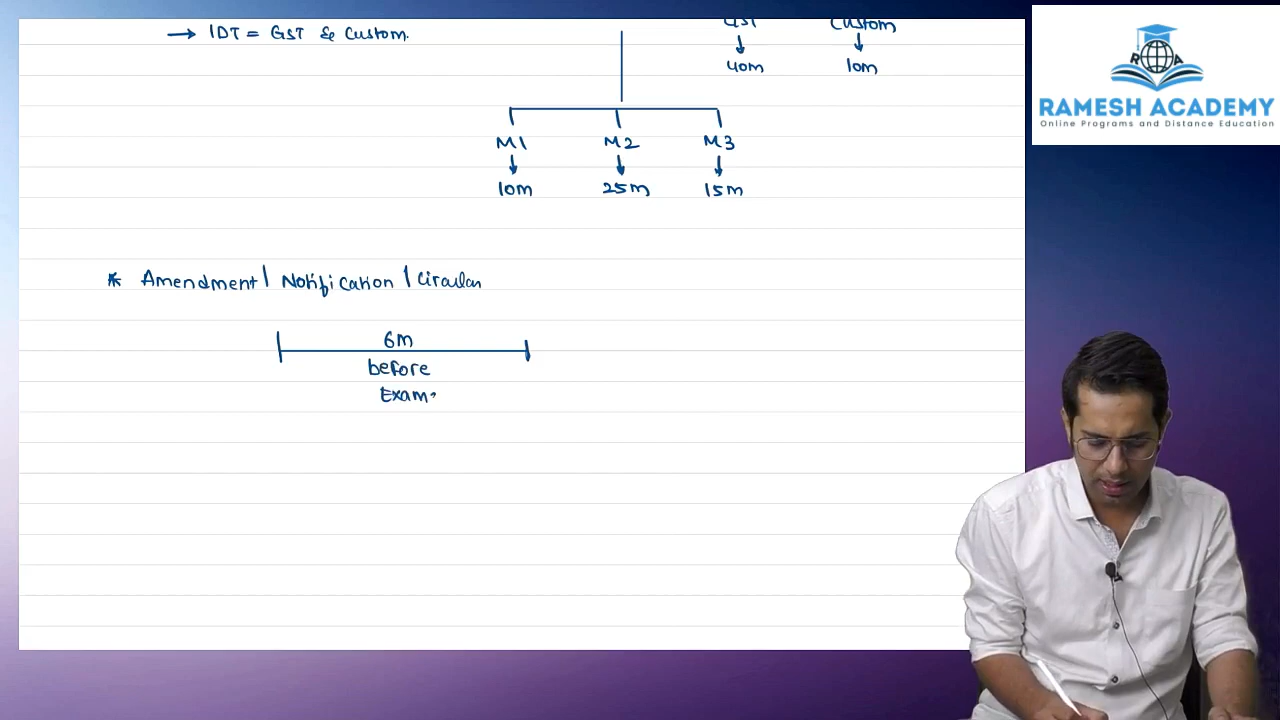 → IDT = GST & Custom.
GST Custom
40m 10m
M1 M2 M3
10m 25m 15m
* Amendment | Notification | Circular
6m
before
Exam.
R A
RAMESH ACADEMY
Online Programs and Distance Education